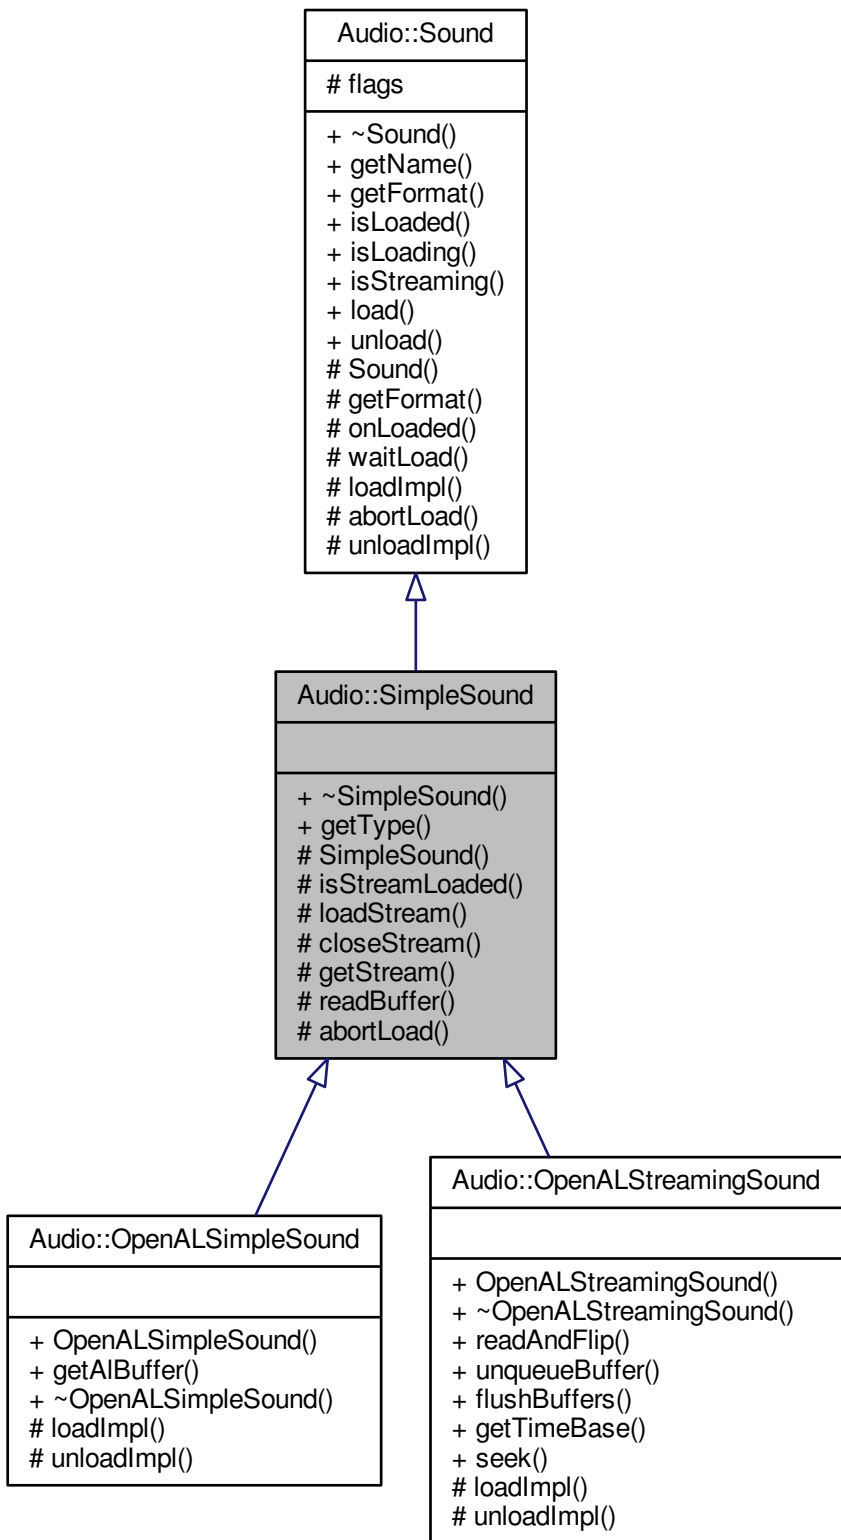 Audio::Sound
# flags
+ ~Sound()
+ getName()
+ getFormat()
+ isLoaded()
+ isLoading()
+ isStreaming()
+ load()
+ unload()
# Sound()
# getFormat()
# onLoaded()
# waitLoad()
# loadImpl()
# abortLoad()
# unloadImpl()
Audio::SimpleSound
+ ~SimpleSound()
+ getType()
# SimpleSound()
# isStreamLoaded()
# loadStream()
# closeStream()
# getStream()
# readBuffer()
# abortLoad()
Audio::OpenALSimpleSound
+ OpenALSimpleSound()
+ getAlBuffer()
+ ~OpenALSimpleSound()
# loadImpl()
# unloadImpl()
Audio::OpenALStreamingSound
+ OpenALStreamingSound()
+ ~OpenALStreamingSound()
+ readAndFlip()
+ unqueueBuffer()
+ flushBuffers()
+ getTimeBase()
+ seek()
# loadImpl()
# unloadImpl()